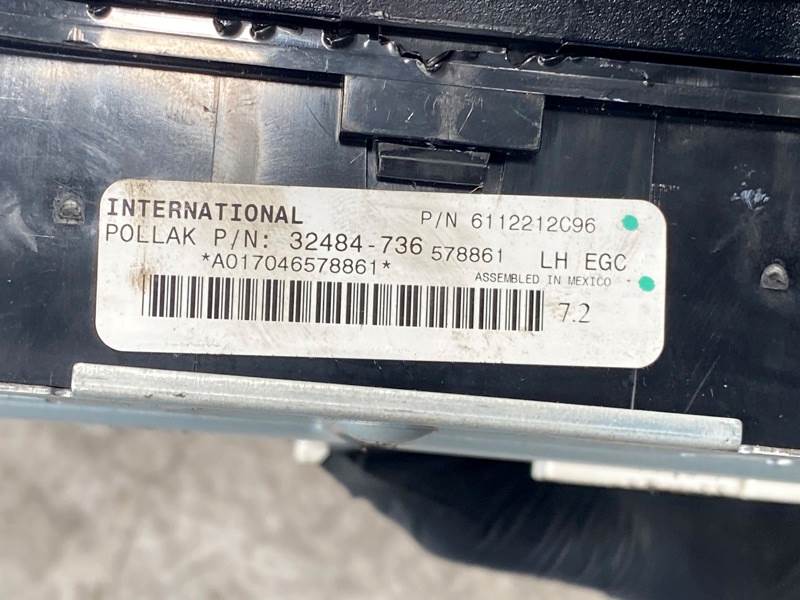 INTERNATIONAL P/N 6112212C96
POLLAK P/N: 32484-736 578861 LH EGC
*A017046578861* ASSEMBLED IN MEXICO
7.2